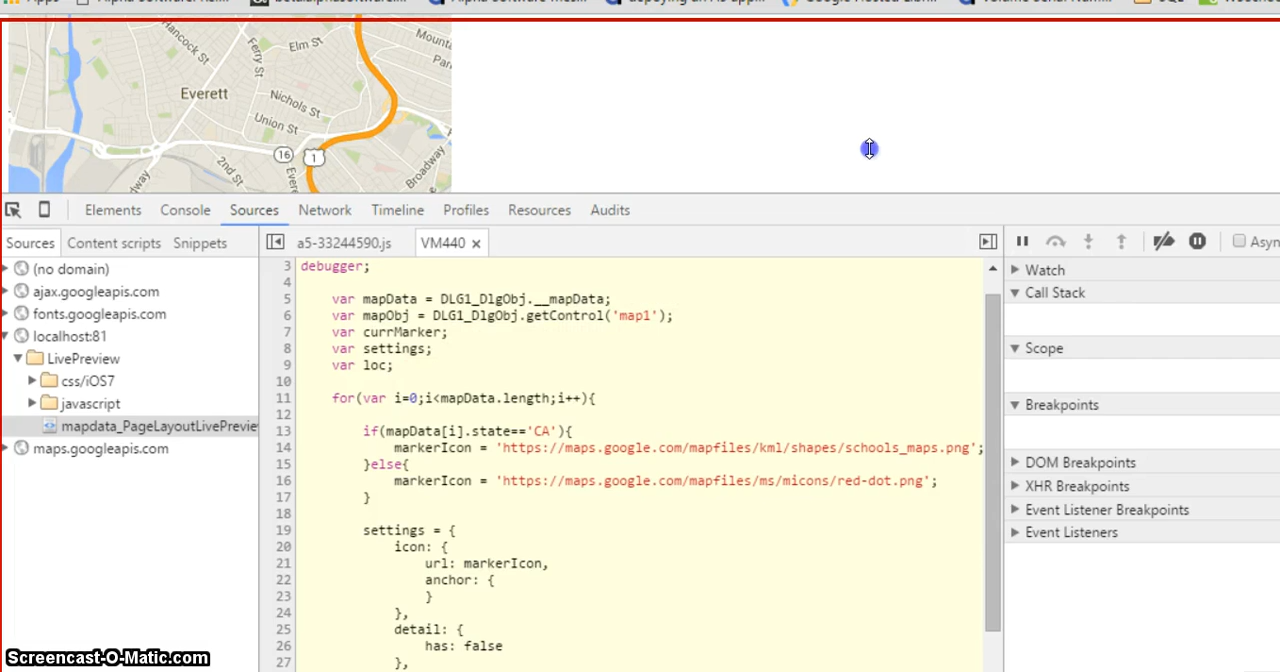 Apps
Hancock St
Ferry St
Elm St
Everett
Nichols St
Union St
16
1
2nd St
Broadway
Elements Console Sources Network Timeline Profiles Resources Audits
Sources Content scripts Snippets
a5-33244590.js VM440 ×
Asyn
(no domain)
ajax.googleapis.com
fonts.googleapis.com
localhost:81
LivePreview
css/iOS7
javascript
mapdata_PageLayoutLivePrevie
maps.googleapis.com
3 debugger;
4
5 var mapData = DLG1_DlgObj.__mapData;
6 var mapObj = DLG1_DlgObj.getControl('map1');
7 var currMarker;
8 var settings;
9 var loc;
10
11 for(var i=0;i<mapData.length;i++){
12
13 if(mapData[i].state=='CA'){
14 markerIcon = 'https://maps.google.com/mapfiles/kml/shapes/schools_maps.png';
15 }else{
16 markerIcon = 'https://maps.google.com/mapfiles/ms/micons/red-dot.png';
17 }
18
19 settings = {
20 icon: {
21 url: markerIcon,
22 anchor: {
23 }
24 },
25 detail: {
26 has: false
27 },
Watch
Call Stack
Scope
Breakpoints
DOM Breakpoints
XHR Breakpoints
Event Listener Breakpoints
Event Listeners
Screencast-O-Matic.com